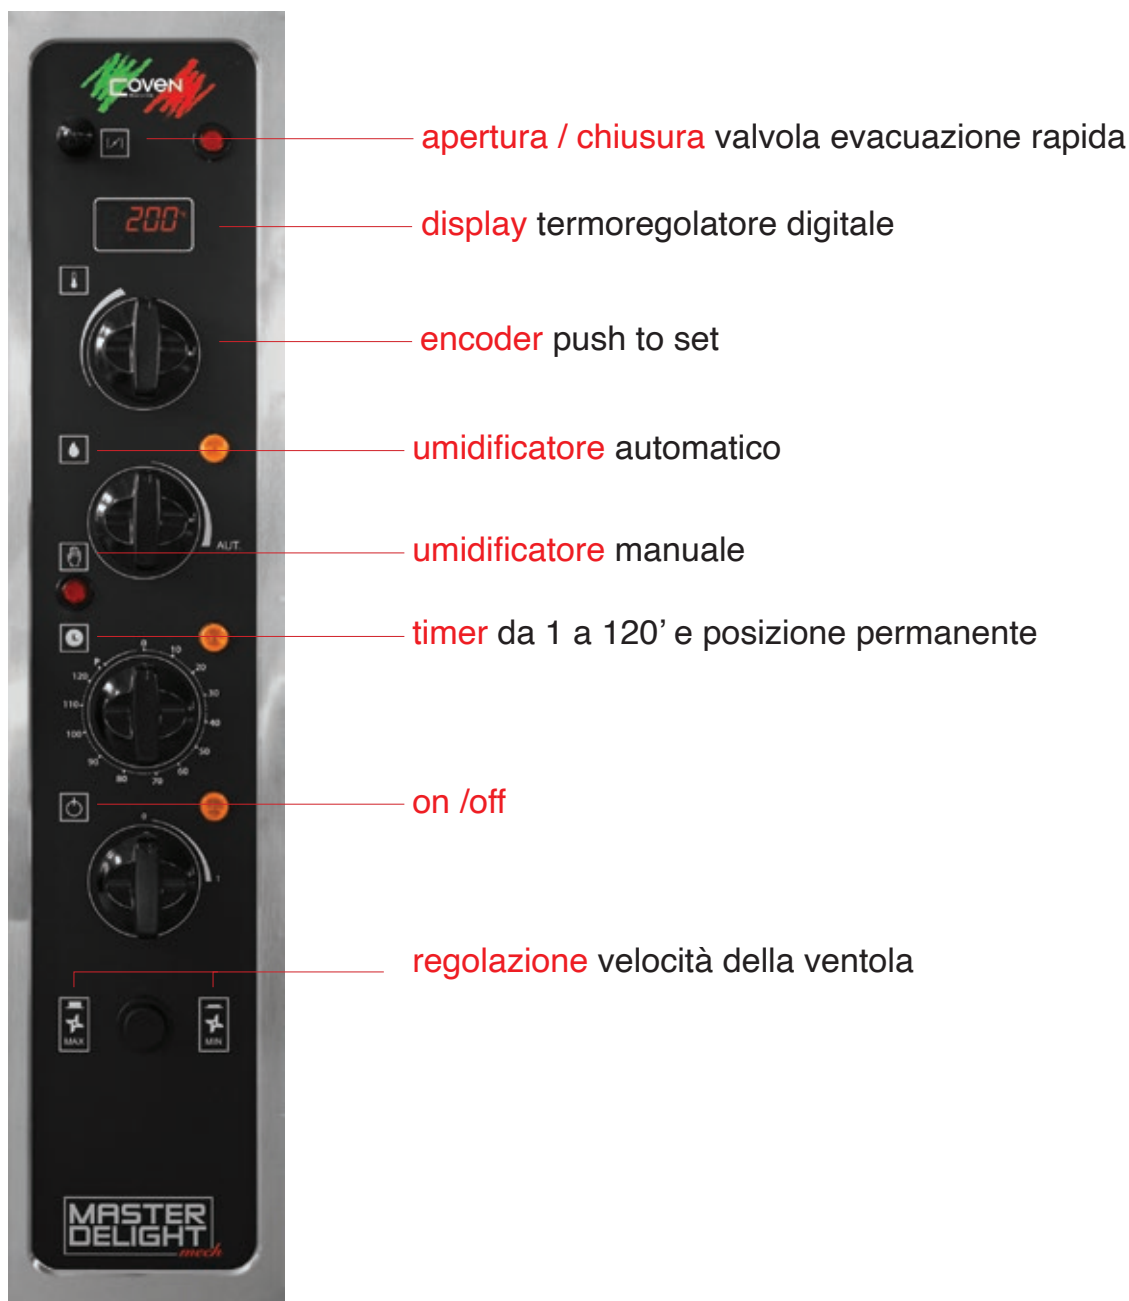 COVEN
apertura / chiusura valvola evacuazione rapida
200
display termoregolatore digitale
encoder push to set
umidificatore automatico
AUT.
umidificatore manuale
timer da 1 a 120’ e posizione permanente
0
10
20
30
40
50
60
70
80
90
100
110
120
P
on /off
0
1
regolazione velocità della ventola
MAX
MIN
MASTER
DELIGHT
mech